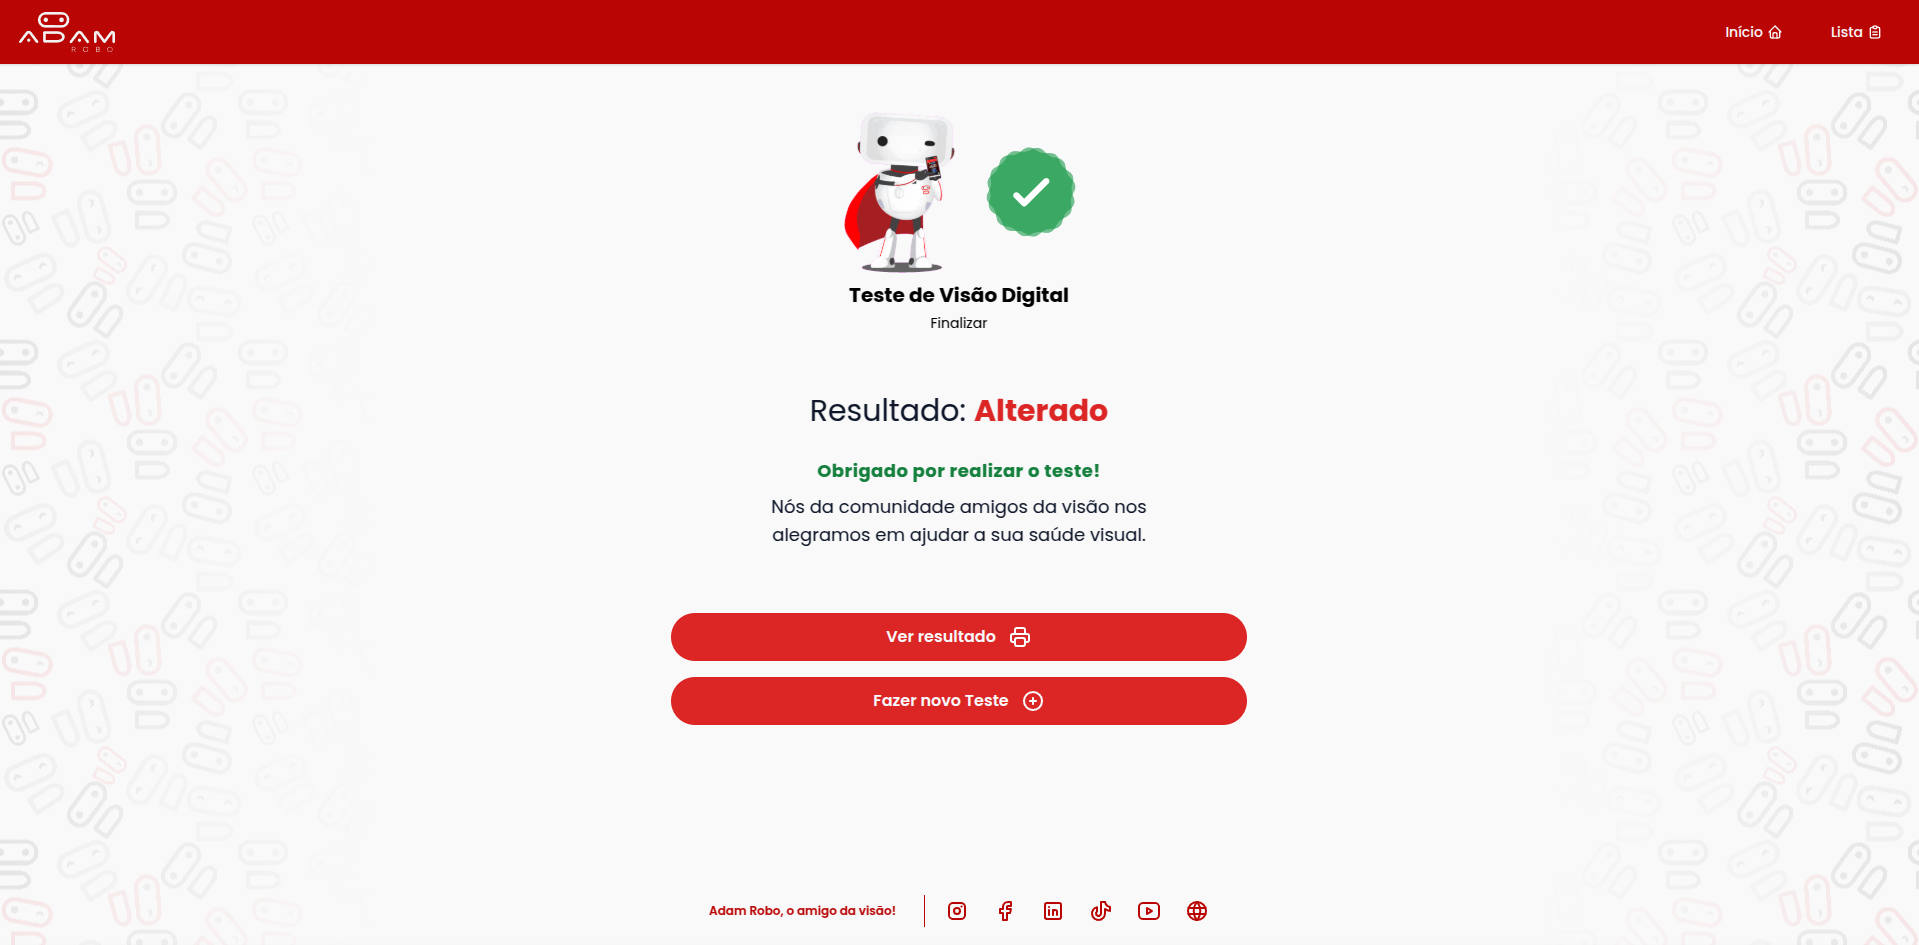 ADAM
ROBO
Início
Lista
Teste de Visão Digital
Finalizar
Resultado: Alterado
Obrigado por realizar o teste!
Nós da comunidade amigos da visão nos
alegramos em ajudar a sua saúde visual.
Ver resultado
Fazer novo Teste
Adam Robo, o amigo da visão!